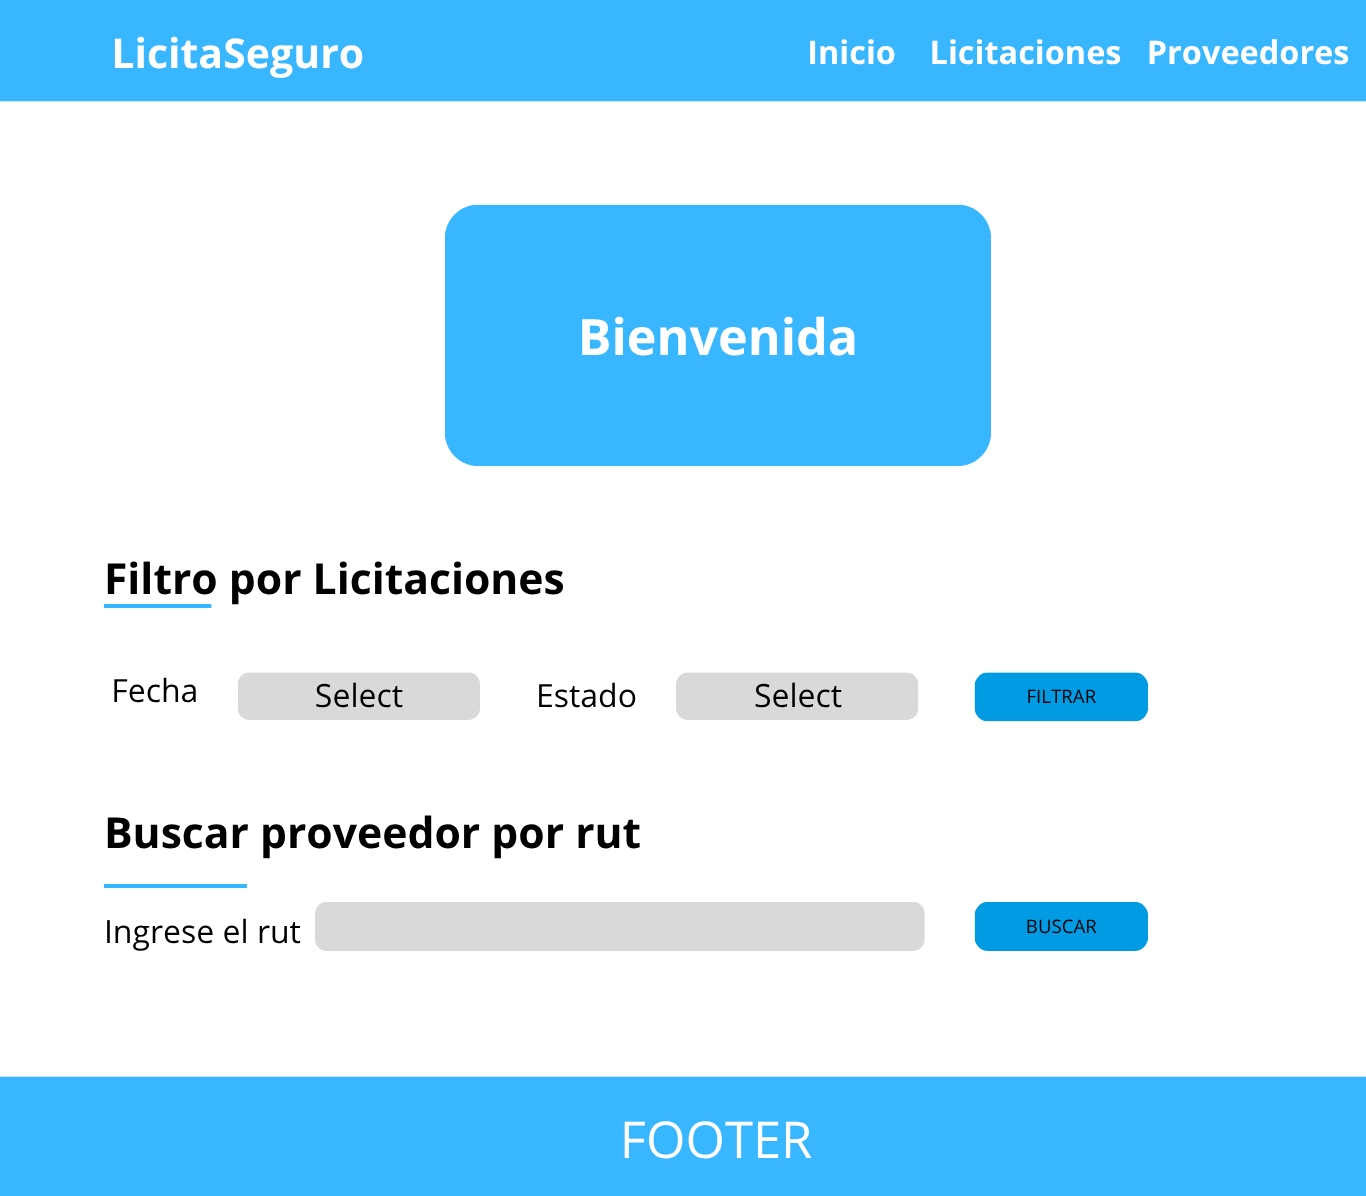 LicitaSeguro
Inicio Licitaciones Proveedores
Bienvenida
Filtro por Licitaciones
Fecha Select Estado Select FILTRAR
Buscar proveedor por rut
Ingrese el rut BUSCAR
FOOTER